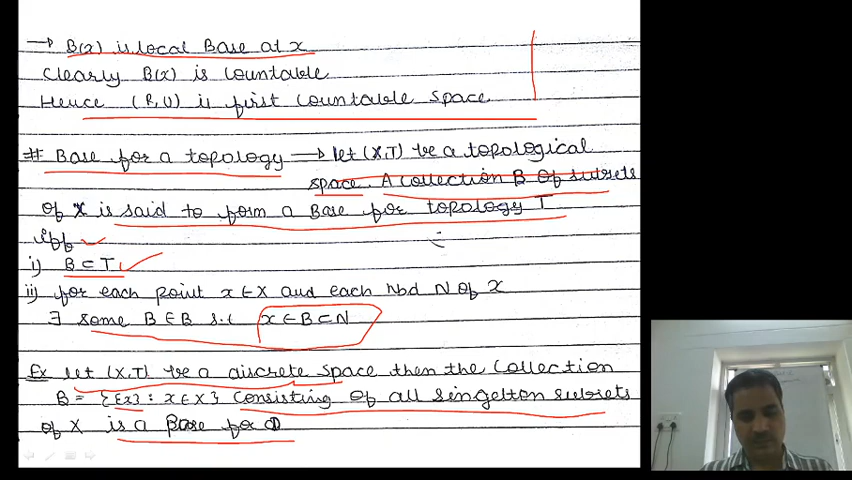 → B(x) is local Base at x
Clearly B(x) is countable
Hence (R,U) is first countable space
# Base for a topology → let (X,T) be a topological
space. A collection B of subsets
of X is said to form a Base for topology T
iff
i) B ⊂ T
ii) for each point x ∈ X and each Nbd N of x
∃ some B ∈ B s.t x ∈ B ⊂ N
Ex let (X,T) be a discrete space then the collection
B = {{x} : x ∈ X} Consisting of all singelton subsets
of X is a Base for D